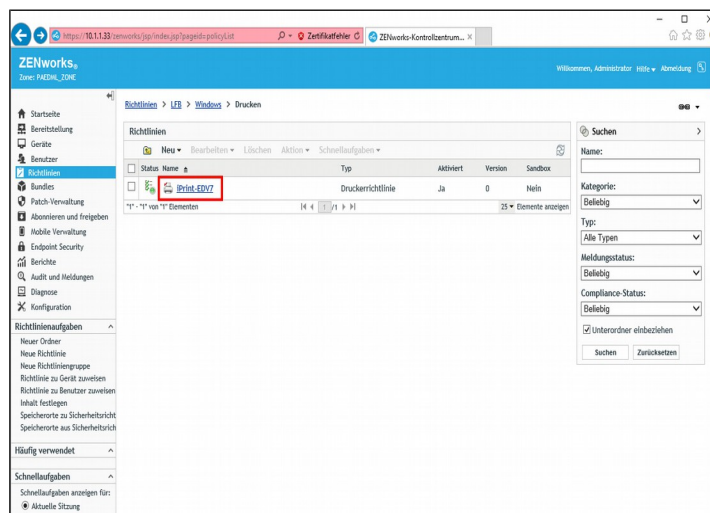 https://10.1.1.33/zenworks/jsp/index.jsp?pageid=policyList
Zertifikatfehler
ZENworks-Kontrollzentrum...
ZENworks®
Zone: PAEDML_ZONE
Willkommen, Administrator Hilfe Abmeldung
Startseite
Bereitstellung
Geräte
Benutzer
Richtlinien
Bundles
Patch-Verwaltung
Abonnieren und freigeben
Mobile Verwaltung
Endpoint Security
Berichte
Audit und Meldungen
Diagnose
Konfiguration
Richtlinienaufgaben
Neuer Ordner
Neue Richtlinie
Neue Richtliniengruppe
Richtlinie zu Gerät zuweisen
Richtlinie zu Benutzer zuweisen
Inhalt festlegen
Speicherorte zu Sicherheitsricht
Speicherorte aus Sicherheitsrich
Häufig verwendet
Schnellaufgaben
Schnellaufgaben anzeigen für:
Aktuelle Sitzung
Richtlinien > LFB > Windows > Drucken
Richtlinien
Neu Bearbeiten Löschen Aktion Schnellaufgaben
Status Name Typ Aktiviert Version Sandbox
iPrint-EDV7 Druckerrichtlinie Ja 0 Nein
"1" - "1" von "1" Elementen 1 /1 25 Elemente anzeigen
Suchen
Name:
Kategorie:
Beliebig
Typ:
Alle Typen
Meldungsstatus:
Beliebig
Compliance-Status:
Beliebig
Unterordner einbeziehen
Suchen Zurücksetzen